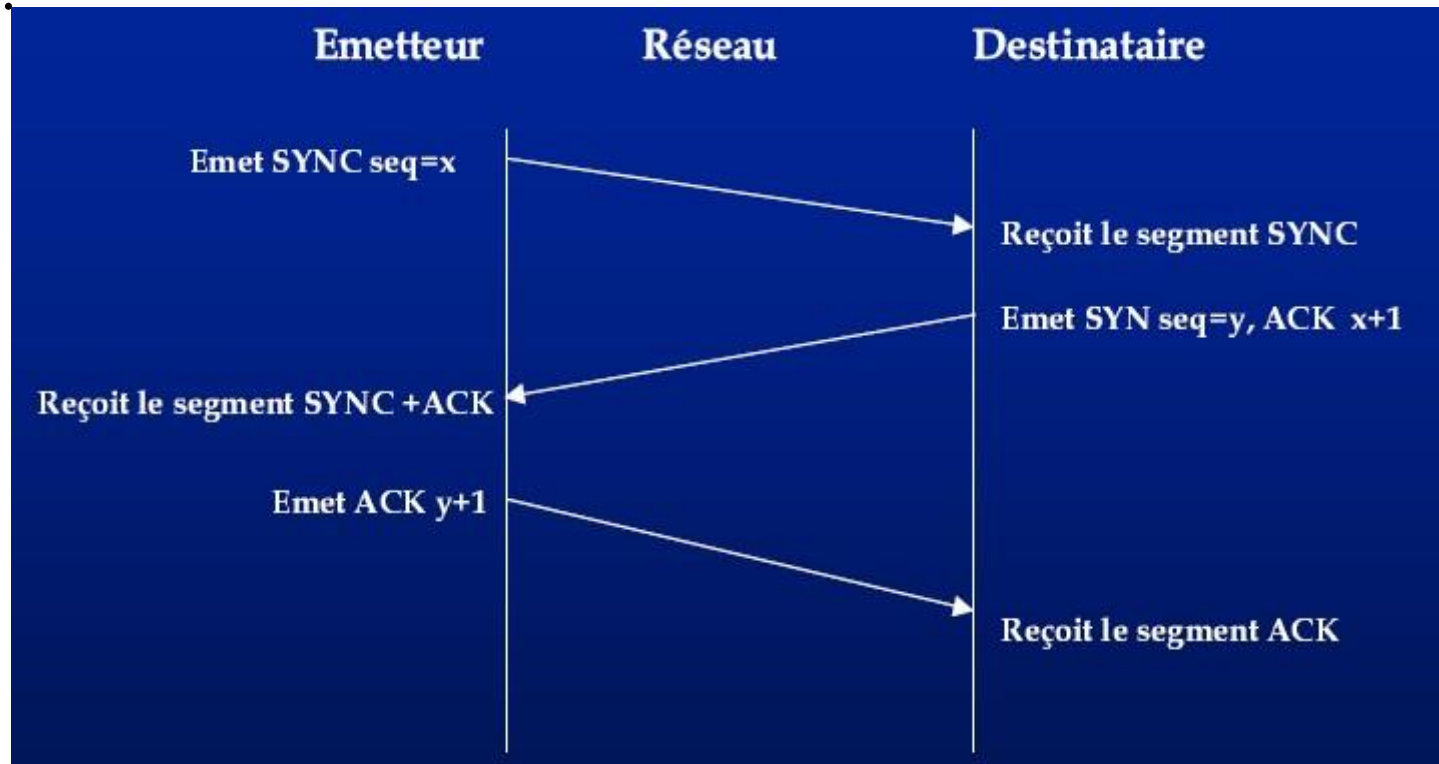 Emetteur Réseau Destinataire
Emet SYNC seq=x
Reçoit le segment SYNC
Emet SYN seq=y, ACK x+1
Reçoit le segment SYNC +ACK
Emet ACK y+1
Reçoit le segment ACK